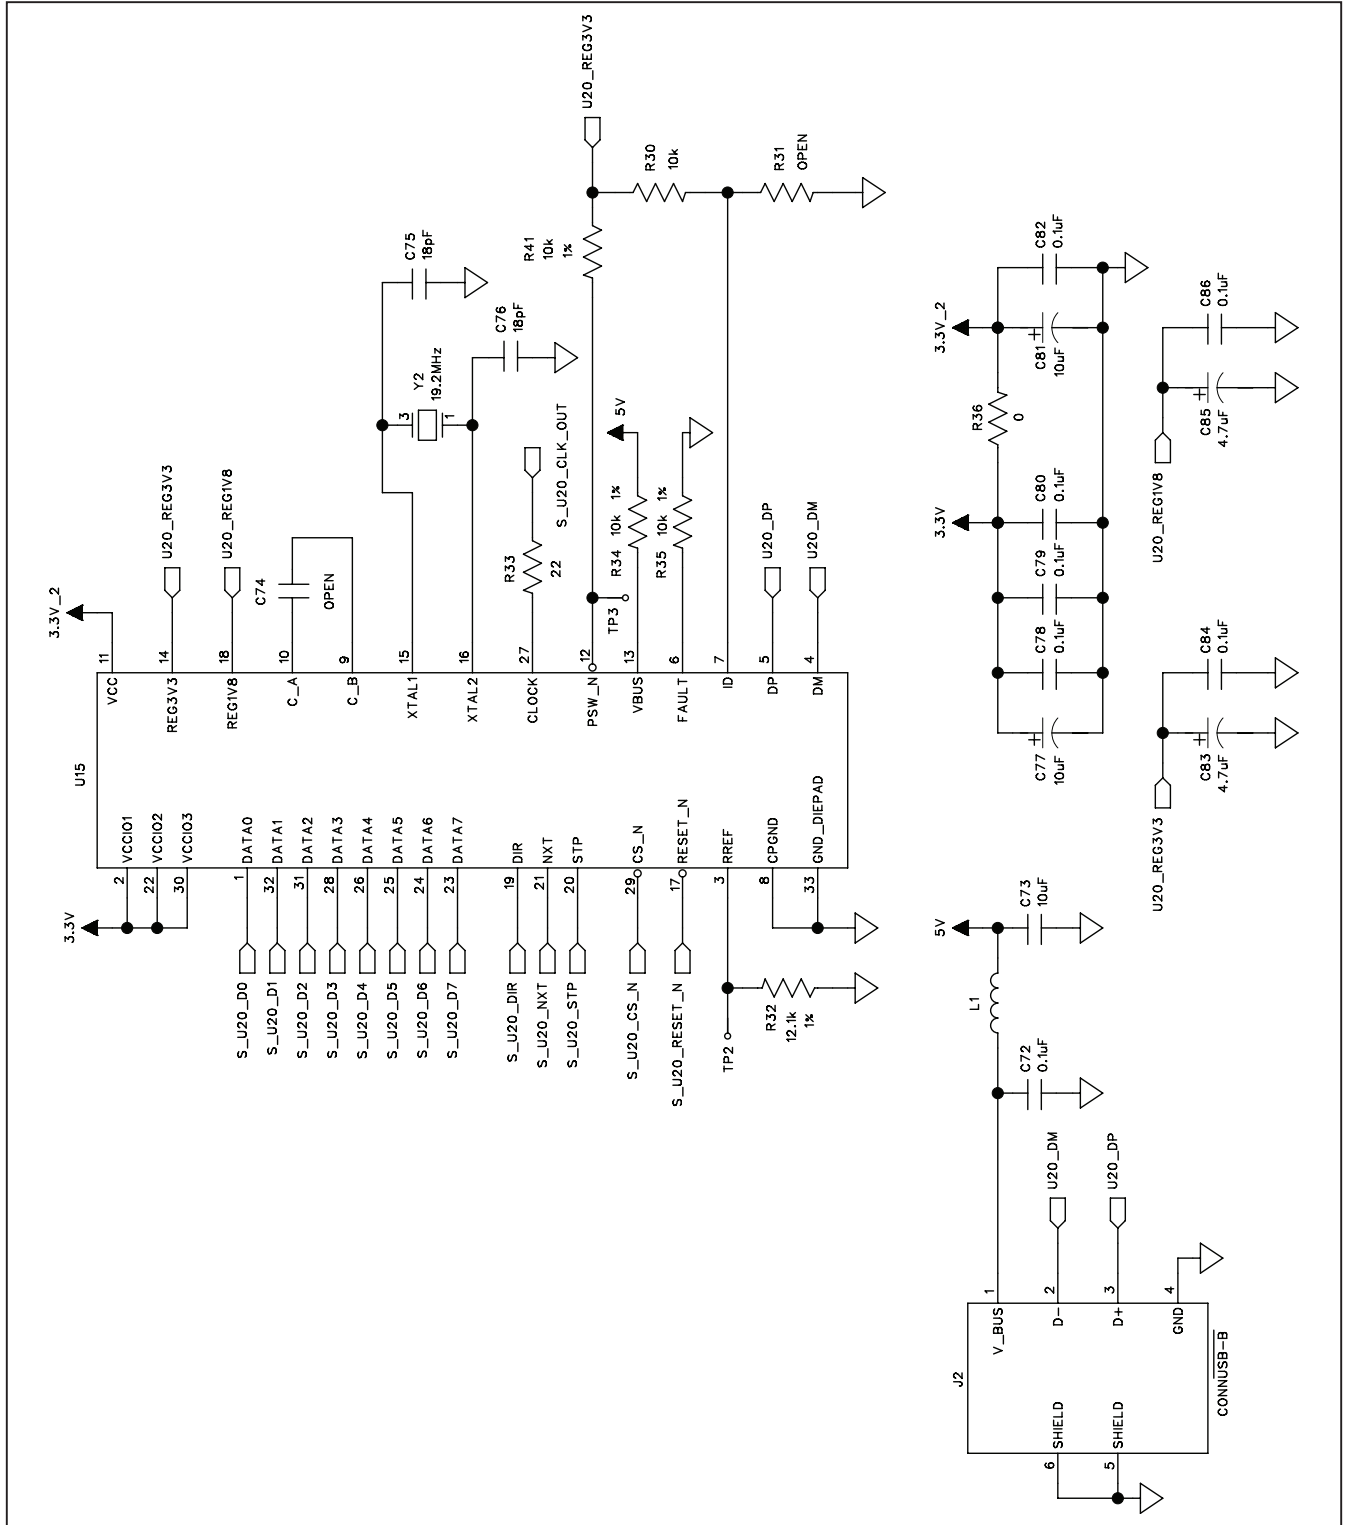 U15
3.3V
2 VCCIO1
22 VCCIO2
30 VCCIO3
S_U20_D0 1 DATA0
S_U20_D1 32 DATA1
S_U20_D2 31 DATA2
S_U20_D3 28 DATA3
S_U20_D4 26 DATA4
S_U20_D5 25 DATA5
S_U20_D6 24 DATA6
S_U20_D7 23 DATA7
S_U20_DIR 19 DIR
S_U20_NXT 21 NXT
S_U20_STP 20 STP
S_U20_CS_N 29 CS_N
S_U20_RESET_N 17 RESET_N
TP2 3 RREF
R32
12.1k
1%
8 CPGND
33 GND_DIEPAD
VCC 11 3.3V_2
REG3V3 14 U20_REG3V3
REG1V8 18 U20_REG1V8
C_A 10
C74
OPEN
C_B 9
XTAL1 15
XTAL2 16
Y2
19.2MHz
3
1
C75
18pF
C76
18pF
CLOCK 27
R33
22
S_U20_CLK_OUT
PSW_N 12
TP3
R41
10k
1%
U20_REG3V3
VBUS 13
R34 10k 1%
5V
FAULT 6
R35 10k 1%
ID 7
R30
10k
R31
OPEN
DP 5 U20_DP
DM 4 U20_DM
J2
V_BUS 1
D- 2 U20_DM
D+ 3 U20_DP
GND 4
6 SHIELD
5 SHIELD
CONNUSB-B
C72
0.1uF
L1
5V
C73
10uF
3.3V
C77
10uF
C78
0.1uF
C79
0.1uF
C80
0.1uF
R36
0
3.3V_2
C81
10uF
C82
0.1uF
U20_REG3V3
C83
4.7uF
C84
0.1uF
U20_REG1V8
C85
4.7uF
C86
0.1uF